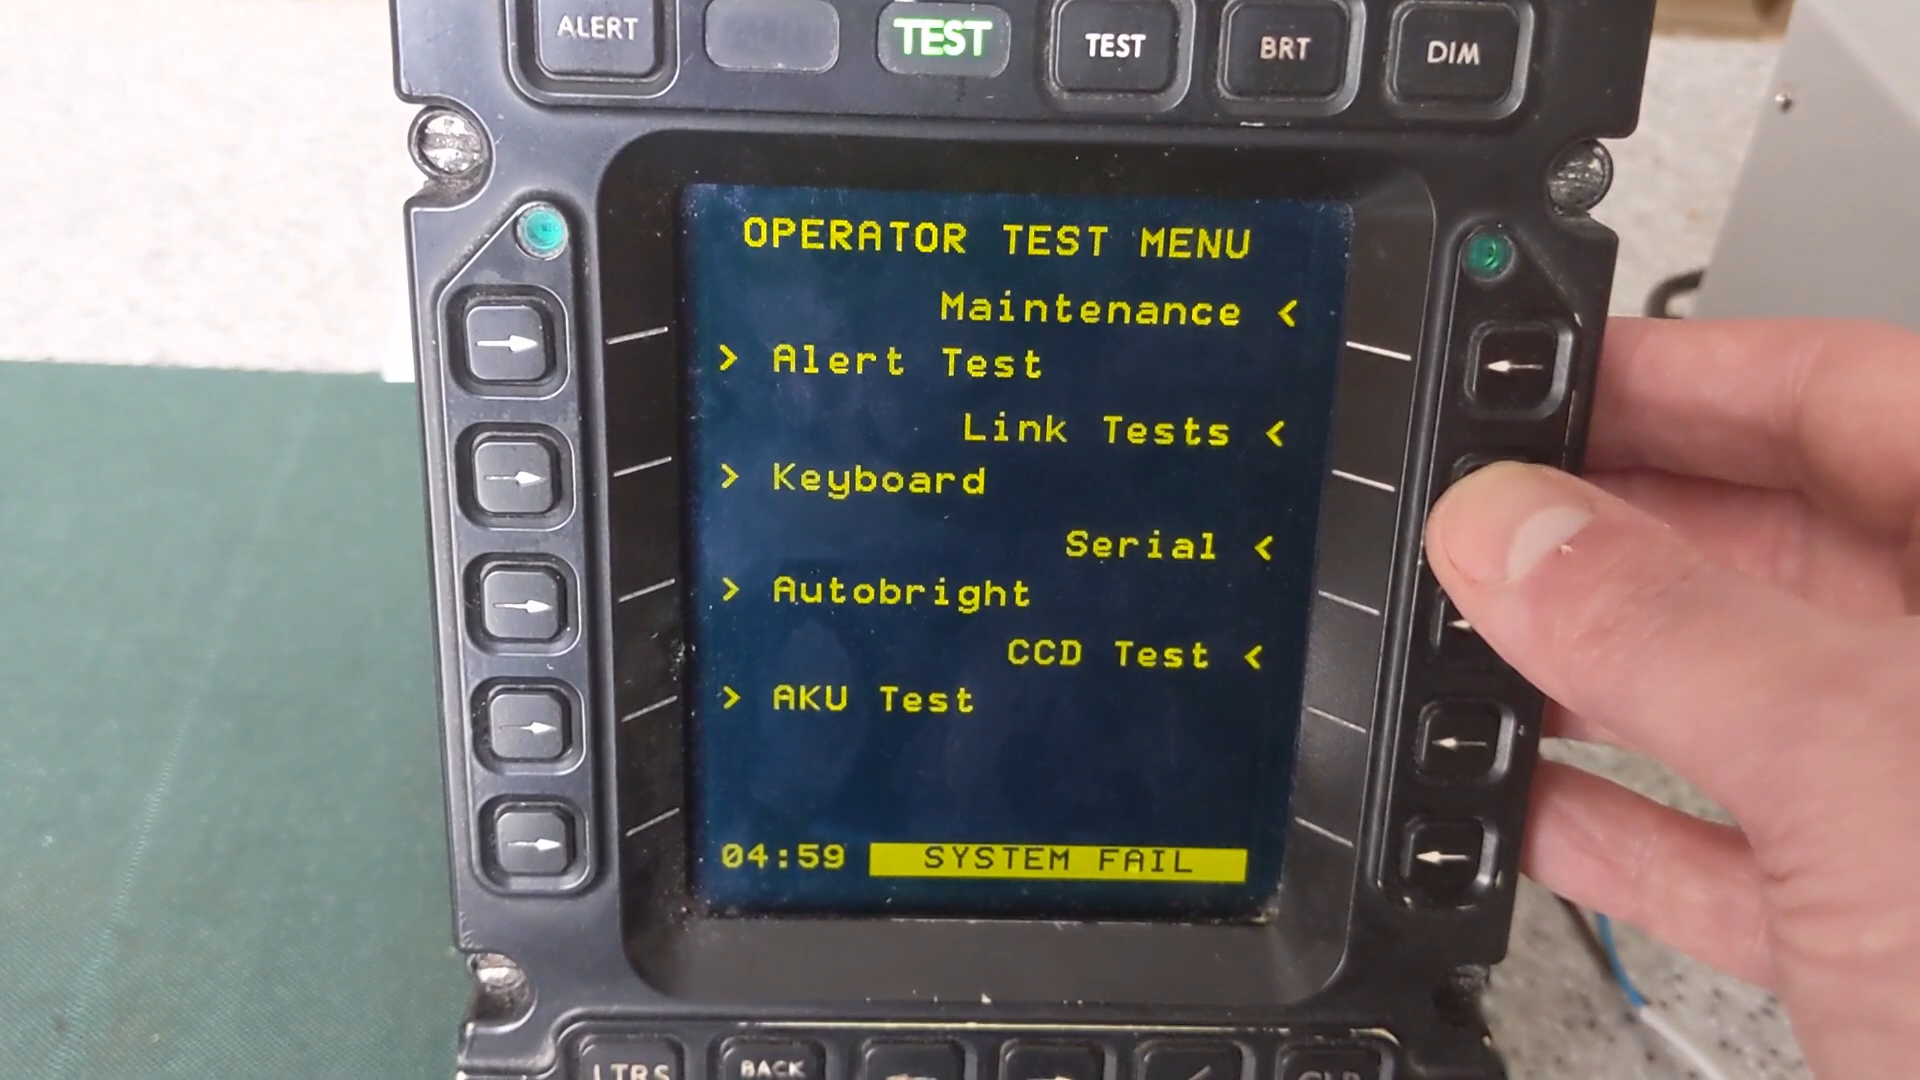 ALERT TEST TEST BRT DIM
OPERATOR TEST MENU
Maintenance <
> Alert Test
Link Tests <
> Keyboard
Serial <
> Autobright
CCD Test <
> AKU Test
04:59 SYSTEM FAIL
LTRS BACK